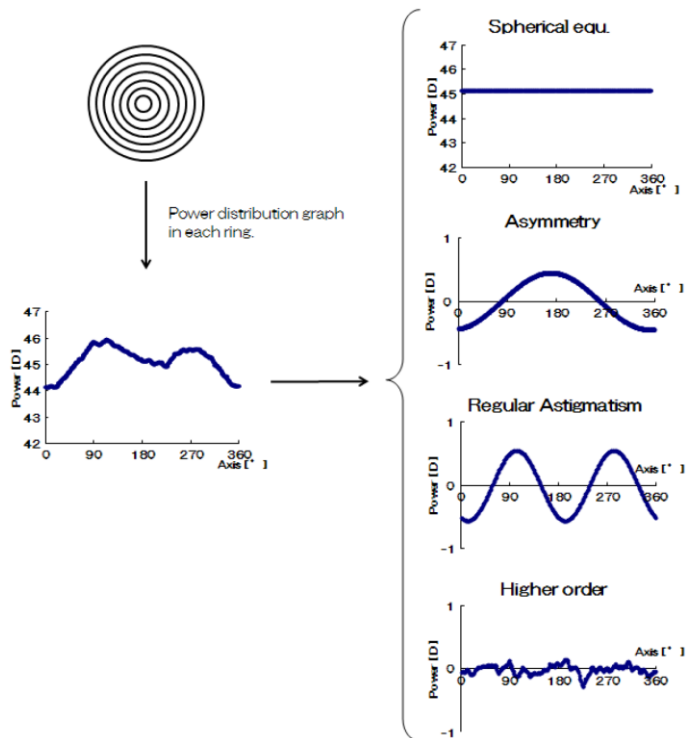 Spherical equ.
47
46
45
44
43
42
Power [D]
0 90 180 270 360
Axis [°]
Power distribution graph
in each ring.
Asymmetry
1
0
-1
Power [D]
0 90 180 270 360
Axis [°]
47
46
45
44
43
42
Power [D]
0 90 180 270 360
Axis [°]
Regular Astigmatism
1
0
-1
Power [D]
0 90 180 270 360
Axis [°]
Higher order
1
0
-1
Power [D]
0 90 180 270 360
Axis [°]